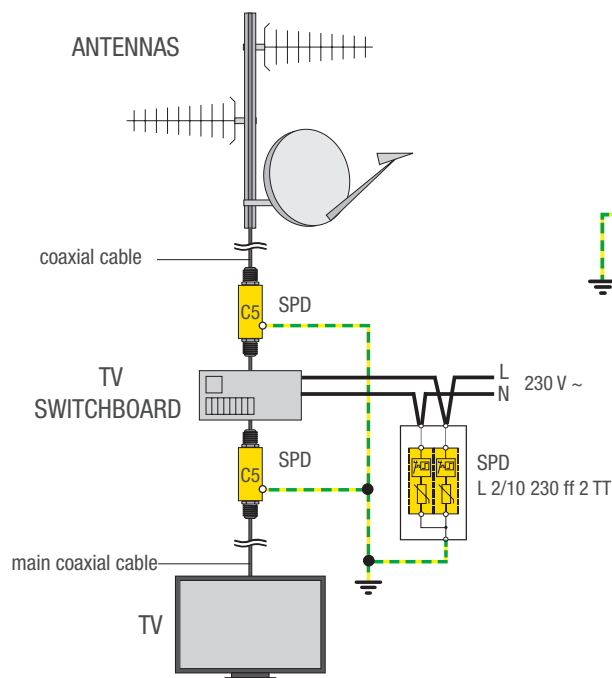 ANTENNAS
coaxial cable
C5
SPD
TV
SWITCHBOARD
L
N
230 V ~
C5
SPD
SPD
L 2/10 230 ff 2 TT
main coaxial cable
TV